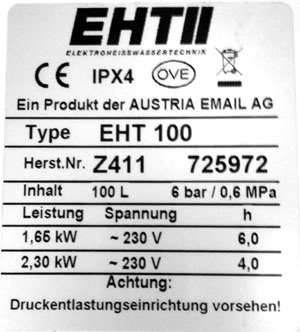 EHTII
ELEKTROHEISSWASSERTECHNIK
CE IPX4 OVE
Ein Produkt der AUSTRIA EMAIL AG
Type EHT 100
Herst.Nr. Z411 725972
Inhalt 100 L 6 bar / 0,6 MPa
Leistung Spannung h
1,65 kW ~ 230 V 6,0
2,30 kW ~ 230 V 4,0
Achtung:
Druckentlastungseinrichtung vorsehen!